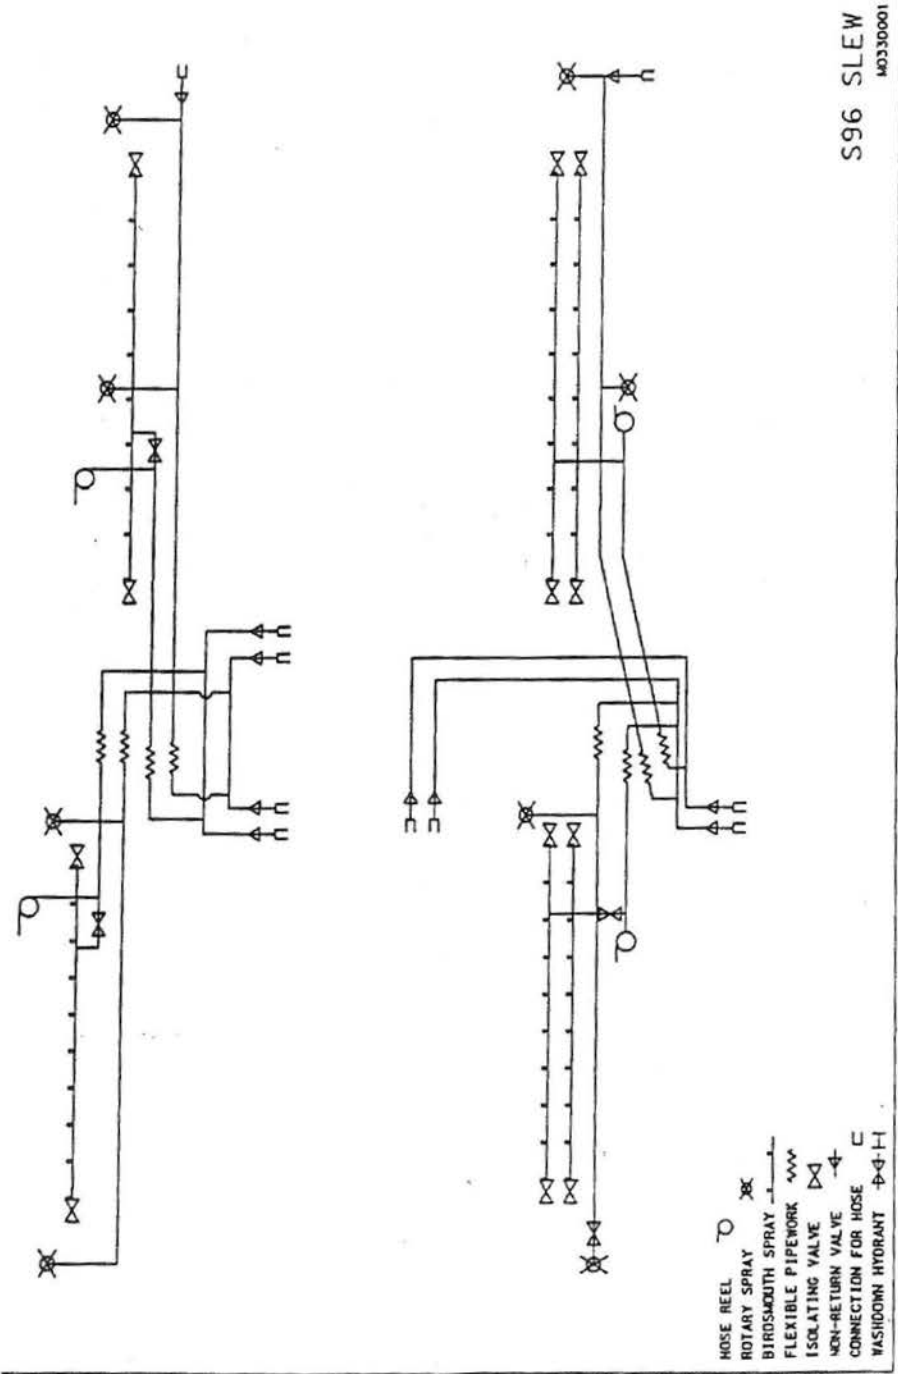 S96 SLEW
M0330001
HOSE REEL
ROTARY SPRAY
BIRDSMOUTH SPRAY
FLEXIBLE PIPEWORK
ISOLATING VALVE
NON-RETURN VALVE
CONNECTION FOR HOSE
WASHDOWN HYDRANT